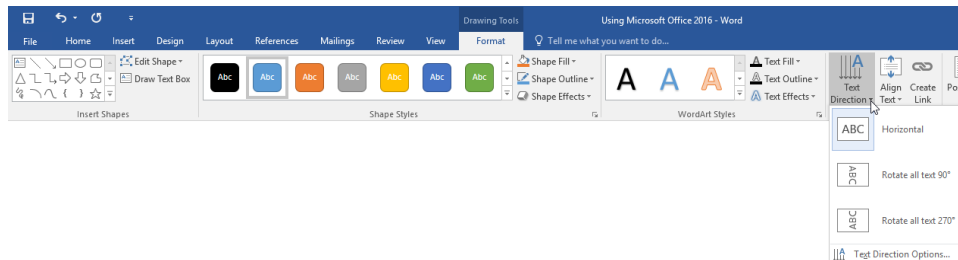 Drawing Tools
Using Microsoft Office 2016 - Word
File Home Insert Design Layout References Mailings Review View Format Tell me what you want to do...
Edit Shape
Draw Text Box
Insert Shapes
Abc Abc Abc Abc Abc Abc Abc
Shape Fill
Shape Outline
Shape Effects
Shape Styles
A A A
Text Fill
Text Outline
Text Effects
WordArt Styles
Text Direction
Align Text
Create Link
ABC Horizontal
ABC Rotate all text 90°
ABC Rotate all text 270°
Text Direction Options...